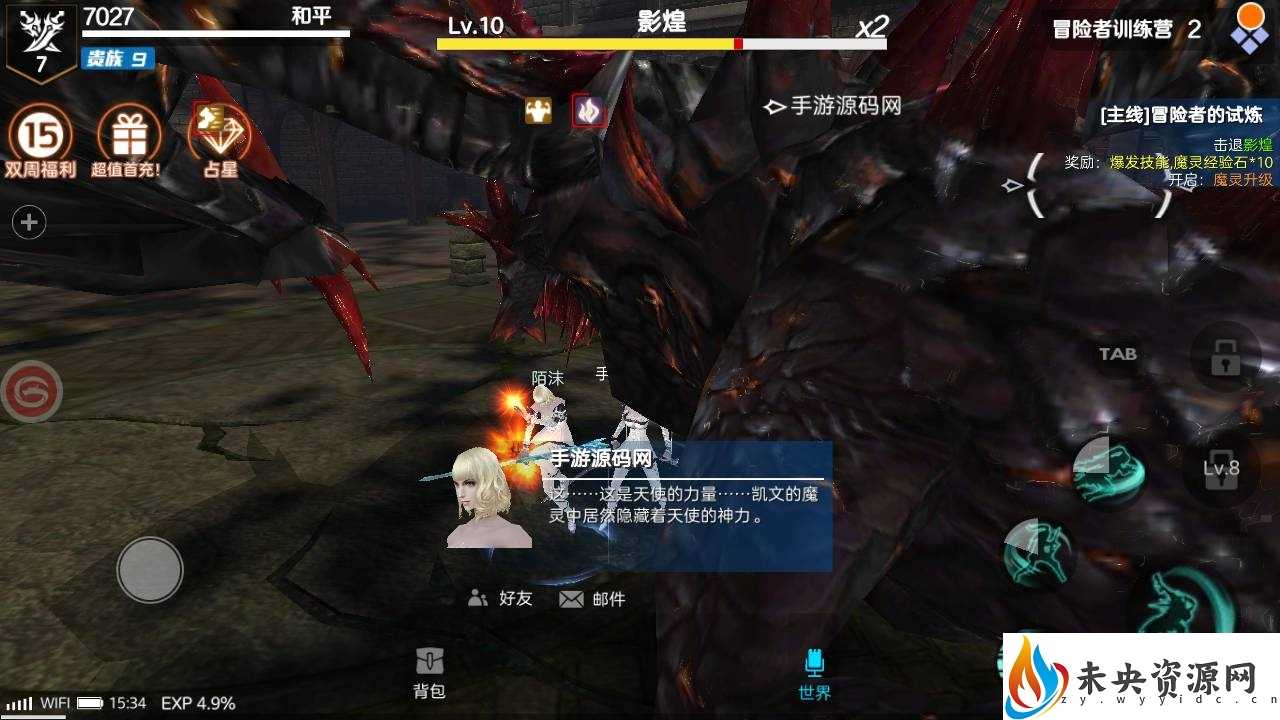 7027
和平
7
贵族 9
Lv.10
影煌
x2
冒险者训练营 2
15
双周福利
超值首充!
占星
手游源码网
[主线]冒险者的试炼
击退影煌
奖励: 爆发技能,魔灵经验石*10
开启: 魔灵升级
TAB
陌沫
手
Lv.8
手游源码网
这……这是天使的力量……凯文的魔
灵中居然隐藏着天使的神力。
好友
邮件
背包
世界
WIFI
15:34
EXP 4.9%
未央资源网
zy.wyyidc.cn